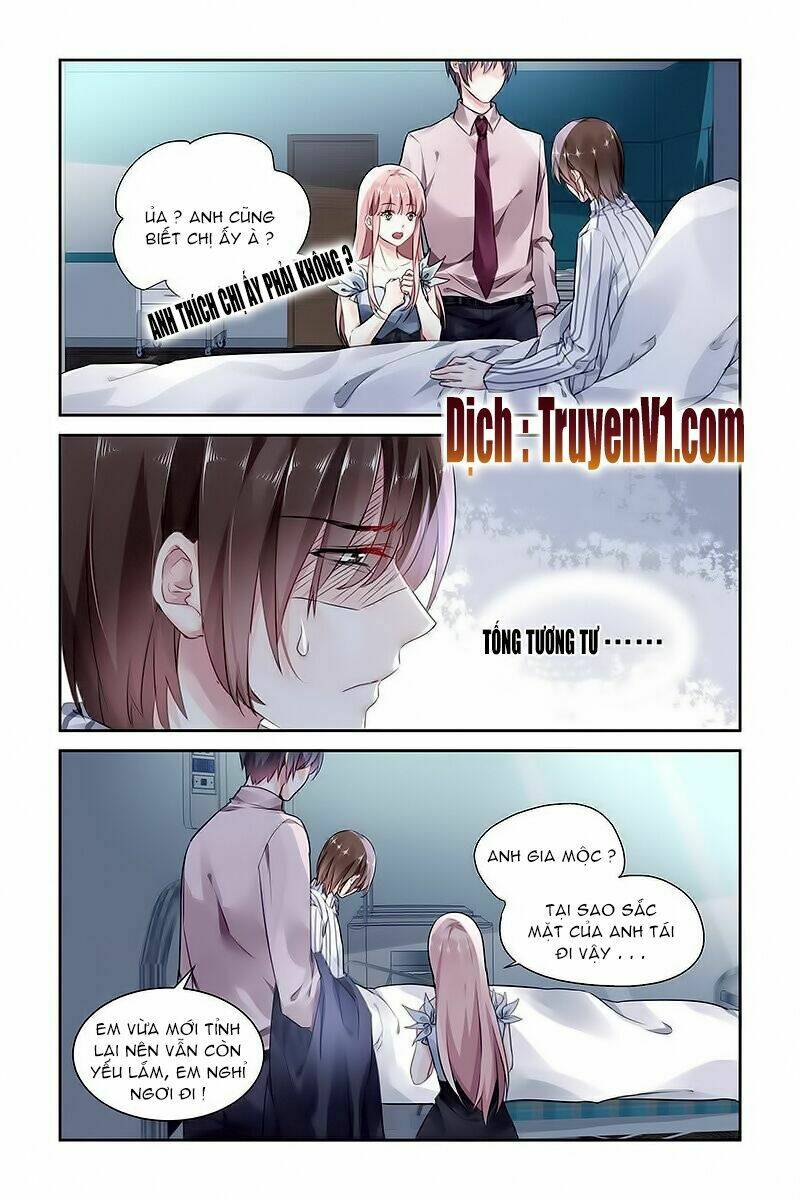 ỦA ? ANH CŨNG
BIẾT CHỊ ẤY À ?
ANH THÍCH CHỊ ẤY PHẢI KHÔNG ?
Dịch : TruyenV1.com
TỐNG TƯƠNG TƯ ······
ANH GIA MỘC ?
TẠI SAO SẮC
MẶT CỦA ANH TÁI
ĐI VẬY . . .
EM VỪA MỚI TỈNH
LẠI NÊN VẪN CÒN
YẾU LẮM, EM NGHỈ
NGƠI ĐI !